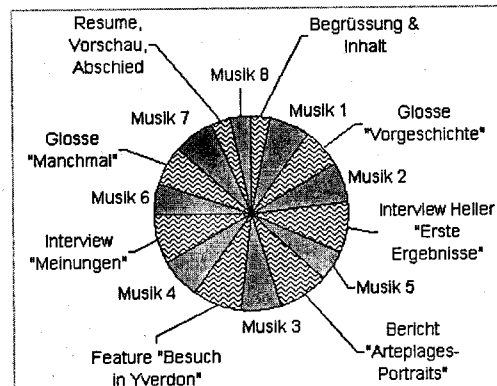 Resume,
Vorschau,
Abschied
Musik 8
Begrüssung &
Inhalt
Musik 1
Glosse
"Vorgeschichte"
Musik 2
Interview Heller
"Erste
Ergebnisse"
Musik 5
Bericht
"Arteplages-
Portraits"
Musik 3
Feature "Besuch
in Yverdon"
Musik 4
Interview
"Meinungen"
Musik 6
Glosse
"Manchmal"
Musik 7